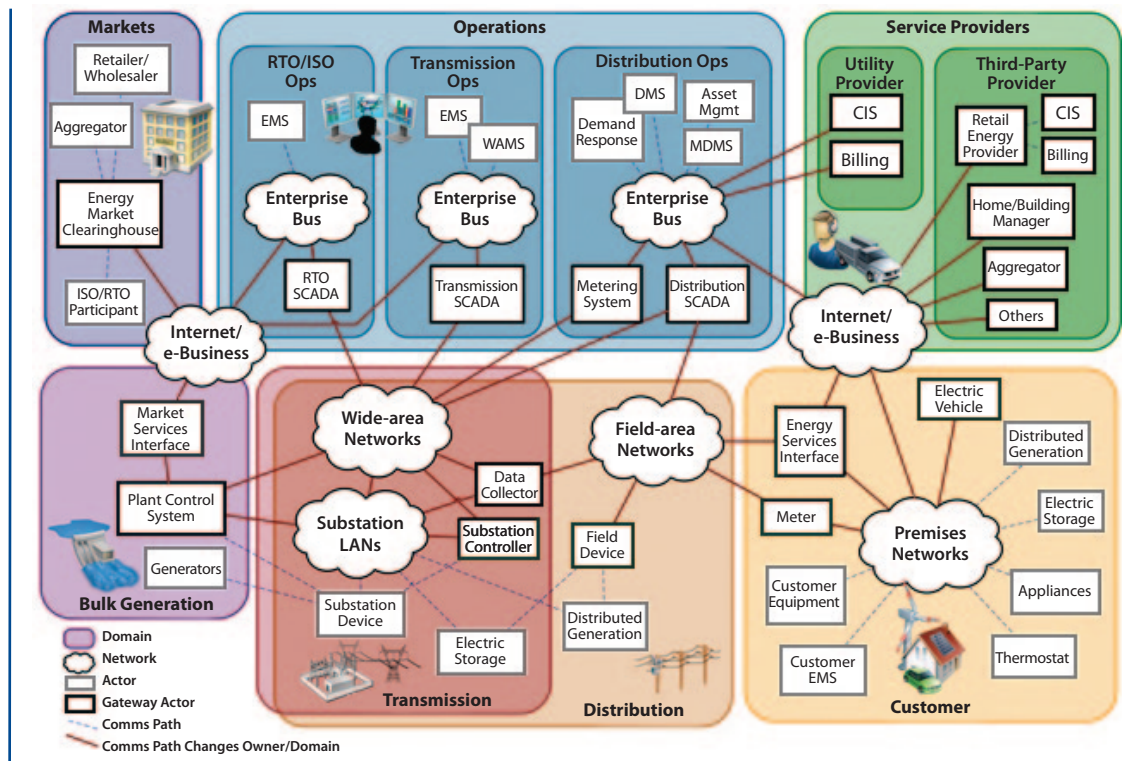 Markets
Retailer/
Wholesaler
Aggregator
Energy
Market
Clearinghouse
ISO/RTO
Participant
Operations
RTO/ISO
Ops
EMS
Enterprise
Bus
RTO
SCADA
Transmission
Ops
EMS
WAMS
Enterprise
Bus
Transmission
SCADA
Distribution Ops
DMS
Asset
Mgmt
Demand
Response
MDMS
Enterprise
Bus
Metering
System
Distribution
SCADA
Service Providers
Utility
Provider
CIS
Billing
Third-Party
Provider
Retail
Energy
Provider
CIS
Billing
Home/Building
Manager
Aggregator
Others
Internet/
e-Business
Internet/
e-Business
Market
Services
Interface
Plant Control
System
Generators
Bulk Generation
Wide-area
Networks
Substation
LANs
Data
Collector
Substation
Controller
Substation
Device
Electric
Storage
Transmission
Field-area
Networks
Field
Device
Distributed
Generation
Distribution
Energy
Services
Interface
Meter
Electric
Vehicle
Distributed
Generation
Electric
Storage
Premises
Networks
Customer
Equipment
Appliances
Customer
EMS
Thermostat
Customer
Domain
Network
Actor
Gateway Actor
Comms Path
Comms Path Changes Owner/Domain